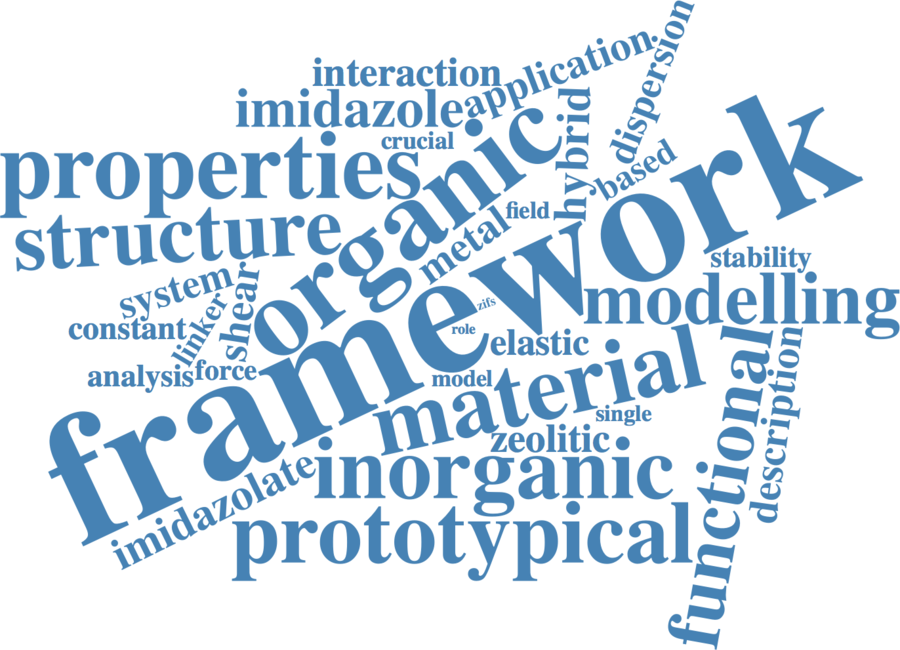 dispersion
interaction
application
imidazole
crucial
hybrid
organic
properties
based
framework
structure
metal
field
stability
system
linker
shear
zifs
modelling
constant
role
elastic
analysis
force
model
material
functional
description
single
zeolitic
imidazolate
inorganic
prototypical